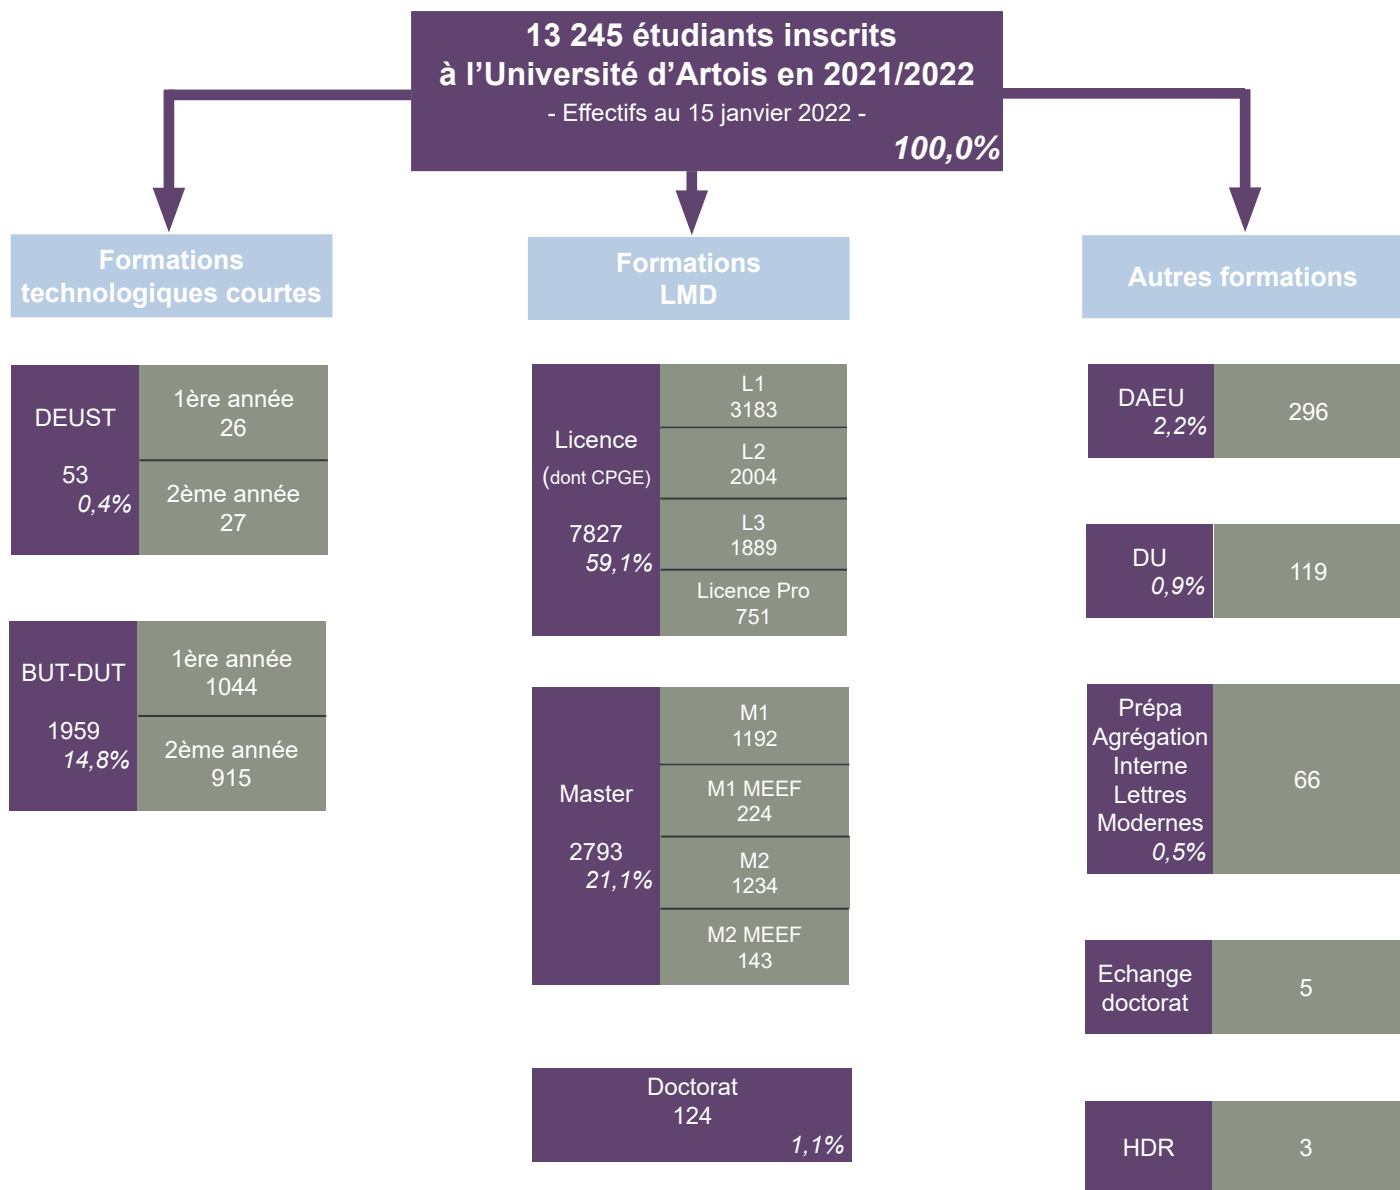 13 245 étudiants inscrits
à l’Université d’Artois en 2021/2022
- Effectifs au 15 janvier 2022 -
100,0%
Formations
technologiques courtes
DEUST
53
0,4%
1ère année
26
2ème année
27
BUT-DUT
1959
14,8%
1ère année
1044
2ème année
915
Formations
LMD
Licence
(dont CPGE)
7827
59,1%
L1
3183
L2
2004
L3
1889
Licence Pro
751
Master
2793
21,1%
M1
1192
M1 MEEF
224
M2
1234
M2 MEEF
143
Doctorat
124
1,1%
Autres formations
DAEU
2,2%
296
DU
0,9%
119
Prépa
Agrégation
Interne
Lettres
Modernes
0,5%
66
Echange
doctorat
5
HDR
3